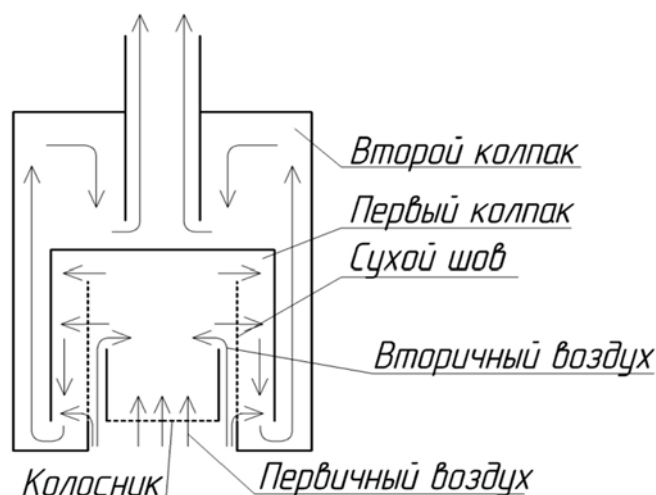 Второй колпак
Первый колпак
Сухой шов
Вторичный воздух
Колосник
Первичный воздух